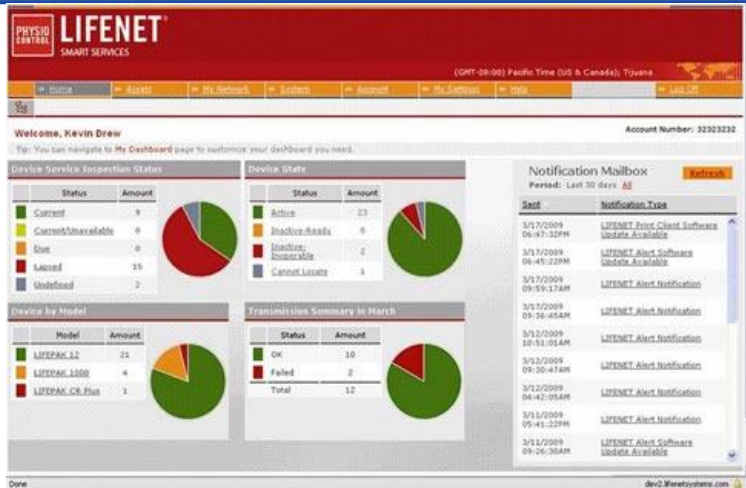 PHYSIO
CONTROL
LIFENET
SMART SERVICES
(GMT-08:00) Pacific Time (US & Canada); Tijuana
Home Assets My Network System Account My Settings Help Log Off
Welcome, Kevin Drew
Account Number: 32323232
Tip: You can navigate to My Dashboard page to customize your dashboard you need.
Device Service Inspection Status
Status Amount
Current 9
Current/Unavailable 0
Due 0
Lapsed 15
Undefined 2
Device State
Status Amount
Active 23
Inactive-Ready
Inactive-
Inoperable 2
Cannot Locate 1
Device by Model
Model Amount
LIFEPAK 12 21
LIFEPAK 1000 4
LIFEPAK CR Plus 1
Transmission Summary in March
Status Amount
OK 10
Failed 2
Total 12
Notification Mailbox
Refresh
Period: Last 30 days All
Sent Notification Type
3/17/2009
06:47:32PM
LIFENET Print Client Software
Update Available
3/17/2009
06:45:22PM
LIFENET Alert Software
Update Available
3/17/2009
09:59:17AM
LIFENET Alert Notification
3/17/2009
09:36:45AM
LIFENET Alert Notification
3/12/2009
10:51:01AM
LIFENET Alert Notification
3/12/2009
09:30:47AM
LIFENET Alert Notification
3/12/2009
04:42:05AM
LIFENET Alert Notification
3/11/2009
05:41:22PM
LIFENET Alert Notification
3/11/2009
09:26:30AM
LIFENET Alert Software
Update Available
Done
dev2.lifenetsystems.com